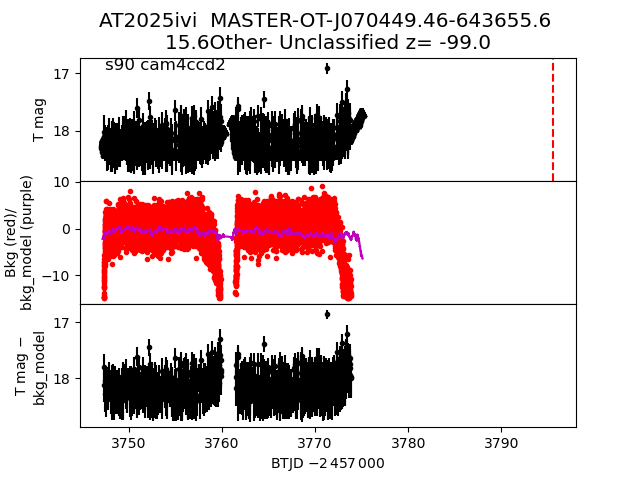 AT2025ivi  MASTER-OT-J070449.46-643655.6
15.6Other- Unclassified z= -99.0
s90 cam4ccd2
17
18
T mag
10
0
−10
Bkg (red)/
bkg_model (purple)
17
18
T mag −
bkg_model
3750
3760
3770
3780
3790
BTJD −2 457 000